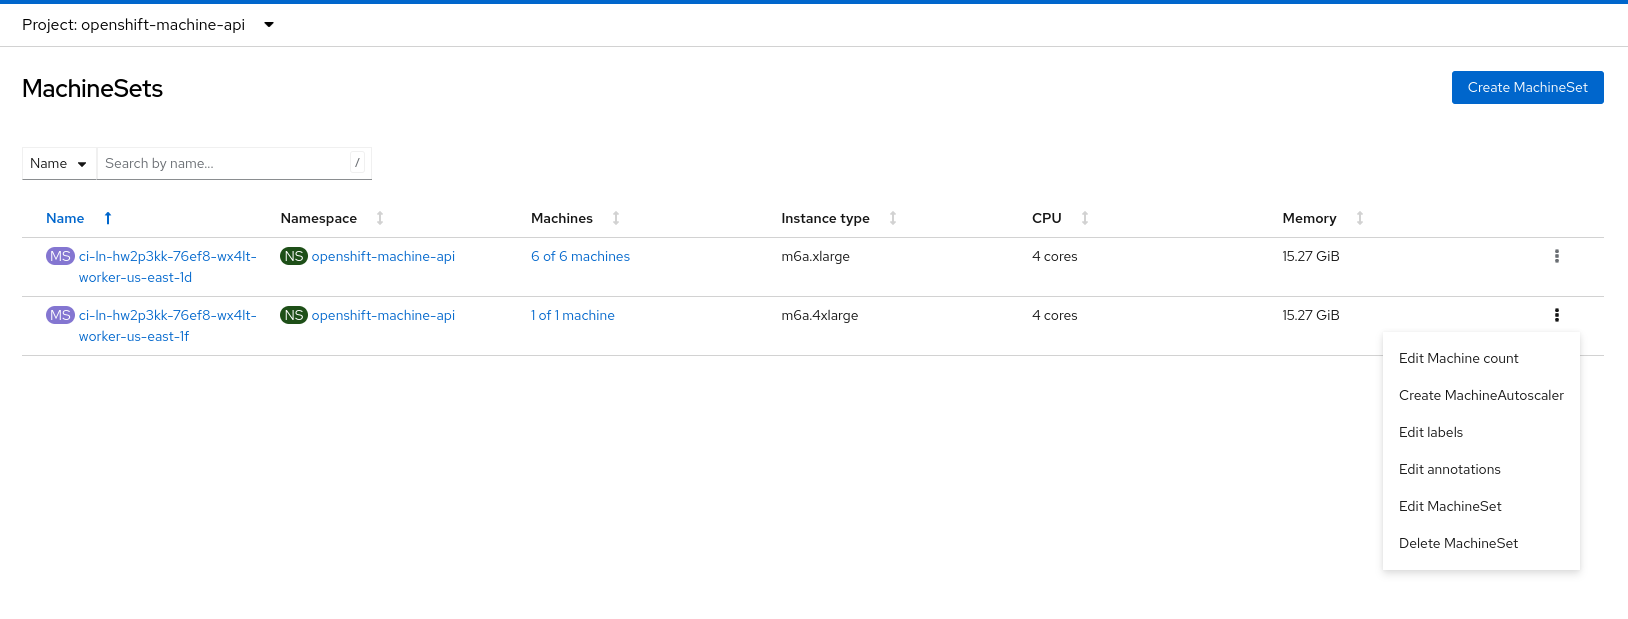 Project: openshift-machine-api
MachineSets
Create MachineSet
Name
Search by name...
/
Name Namespace Machines Instance type CPU Memory
MS ci-ln-hw2p3kk-76ef8-wx4lt- NS openshift-machine-api 6 of 6 machines m6a.xlarge 4 cores 15.27 GiB
worker-us-east-1d
MS ci-ln-hw2p3kk-76ef8-wx4lt- NS openshift-machine-api 1 of 1 machine m6a.4xlarge 4 cores 15.27 GiB
worker-us-east-1f
Edit Machine count
Create MachineAutoscaler
Edit labels
Edit annotations
Edit MachineSet
Delete MachineSet